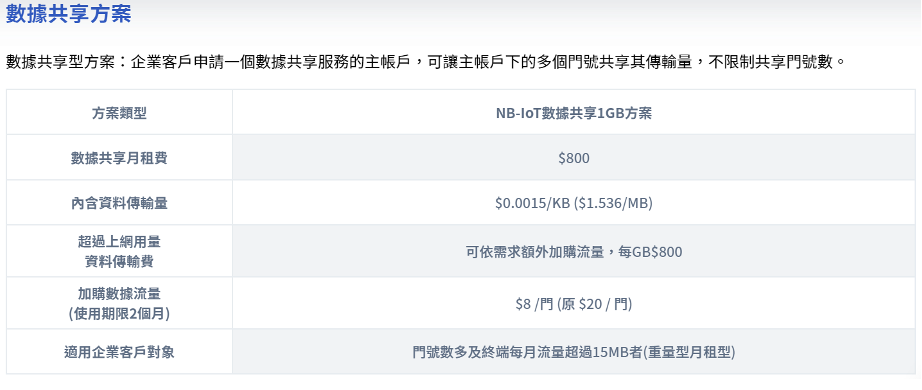 數據共享方案
數據共享型方案：企業客戶申請一個數據共享服務的主帳戶，可讓主帳戶下的多個門號共享其傳輸量，不限制共享門號數。
方案類型
NB-IoT數據共享1GB方案
數據共享月租費
$800
內含資料傳輸量
$0.0015/KB ($1.536/MB)
超過上網用量
資料傳輸費
可依需求額外加購流量，每GB$800
加購數據流量
(使用期限2個月)
$8 /門 (原 $20 / 門)
適用企業客戶對象
門號數多及終端每月流量超過15MB者(重量型月租型)